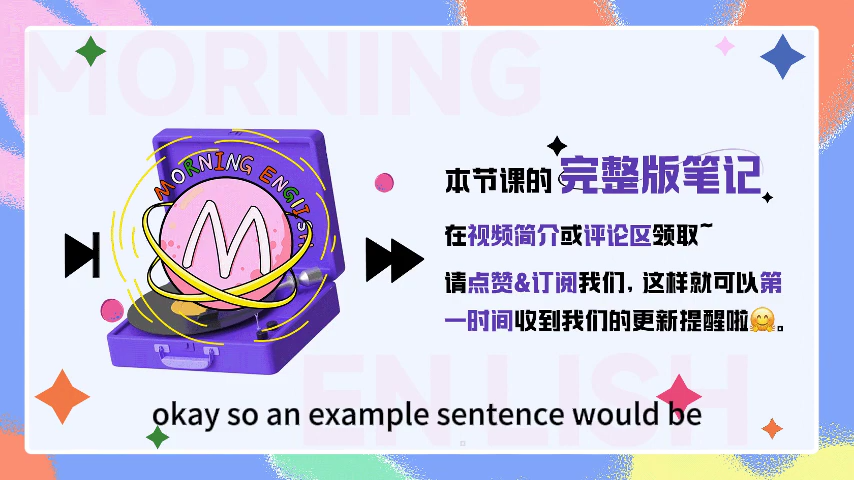 MORNING
MORNING ENGLISH
M
本节课的 完整版笔记
在视频简介或评论区领取~
请点赞&订阅我们，这样就可以第
一时间收到我们的更新提醒啦🤗。
EN LISH
okay so an example sentence would be